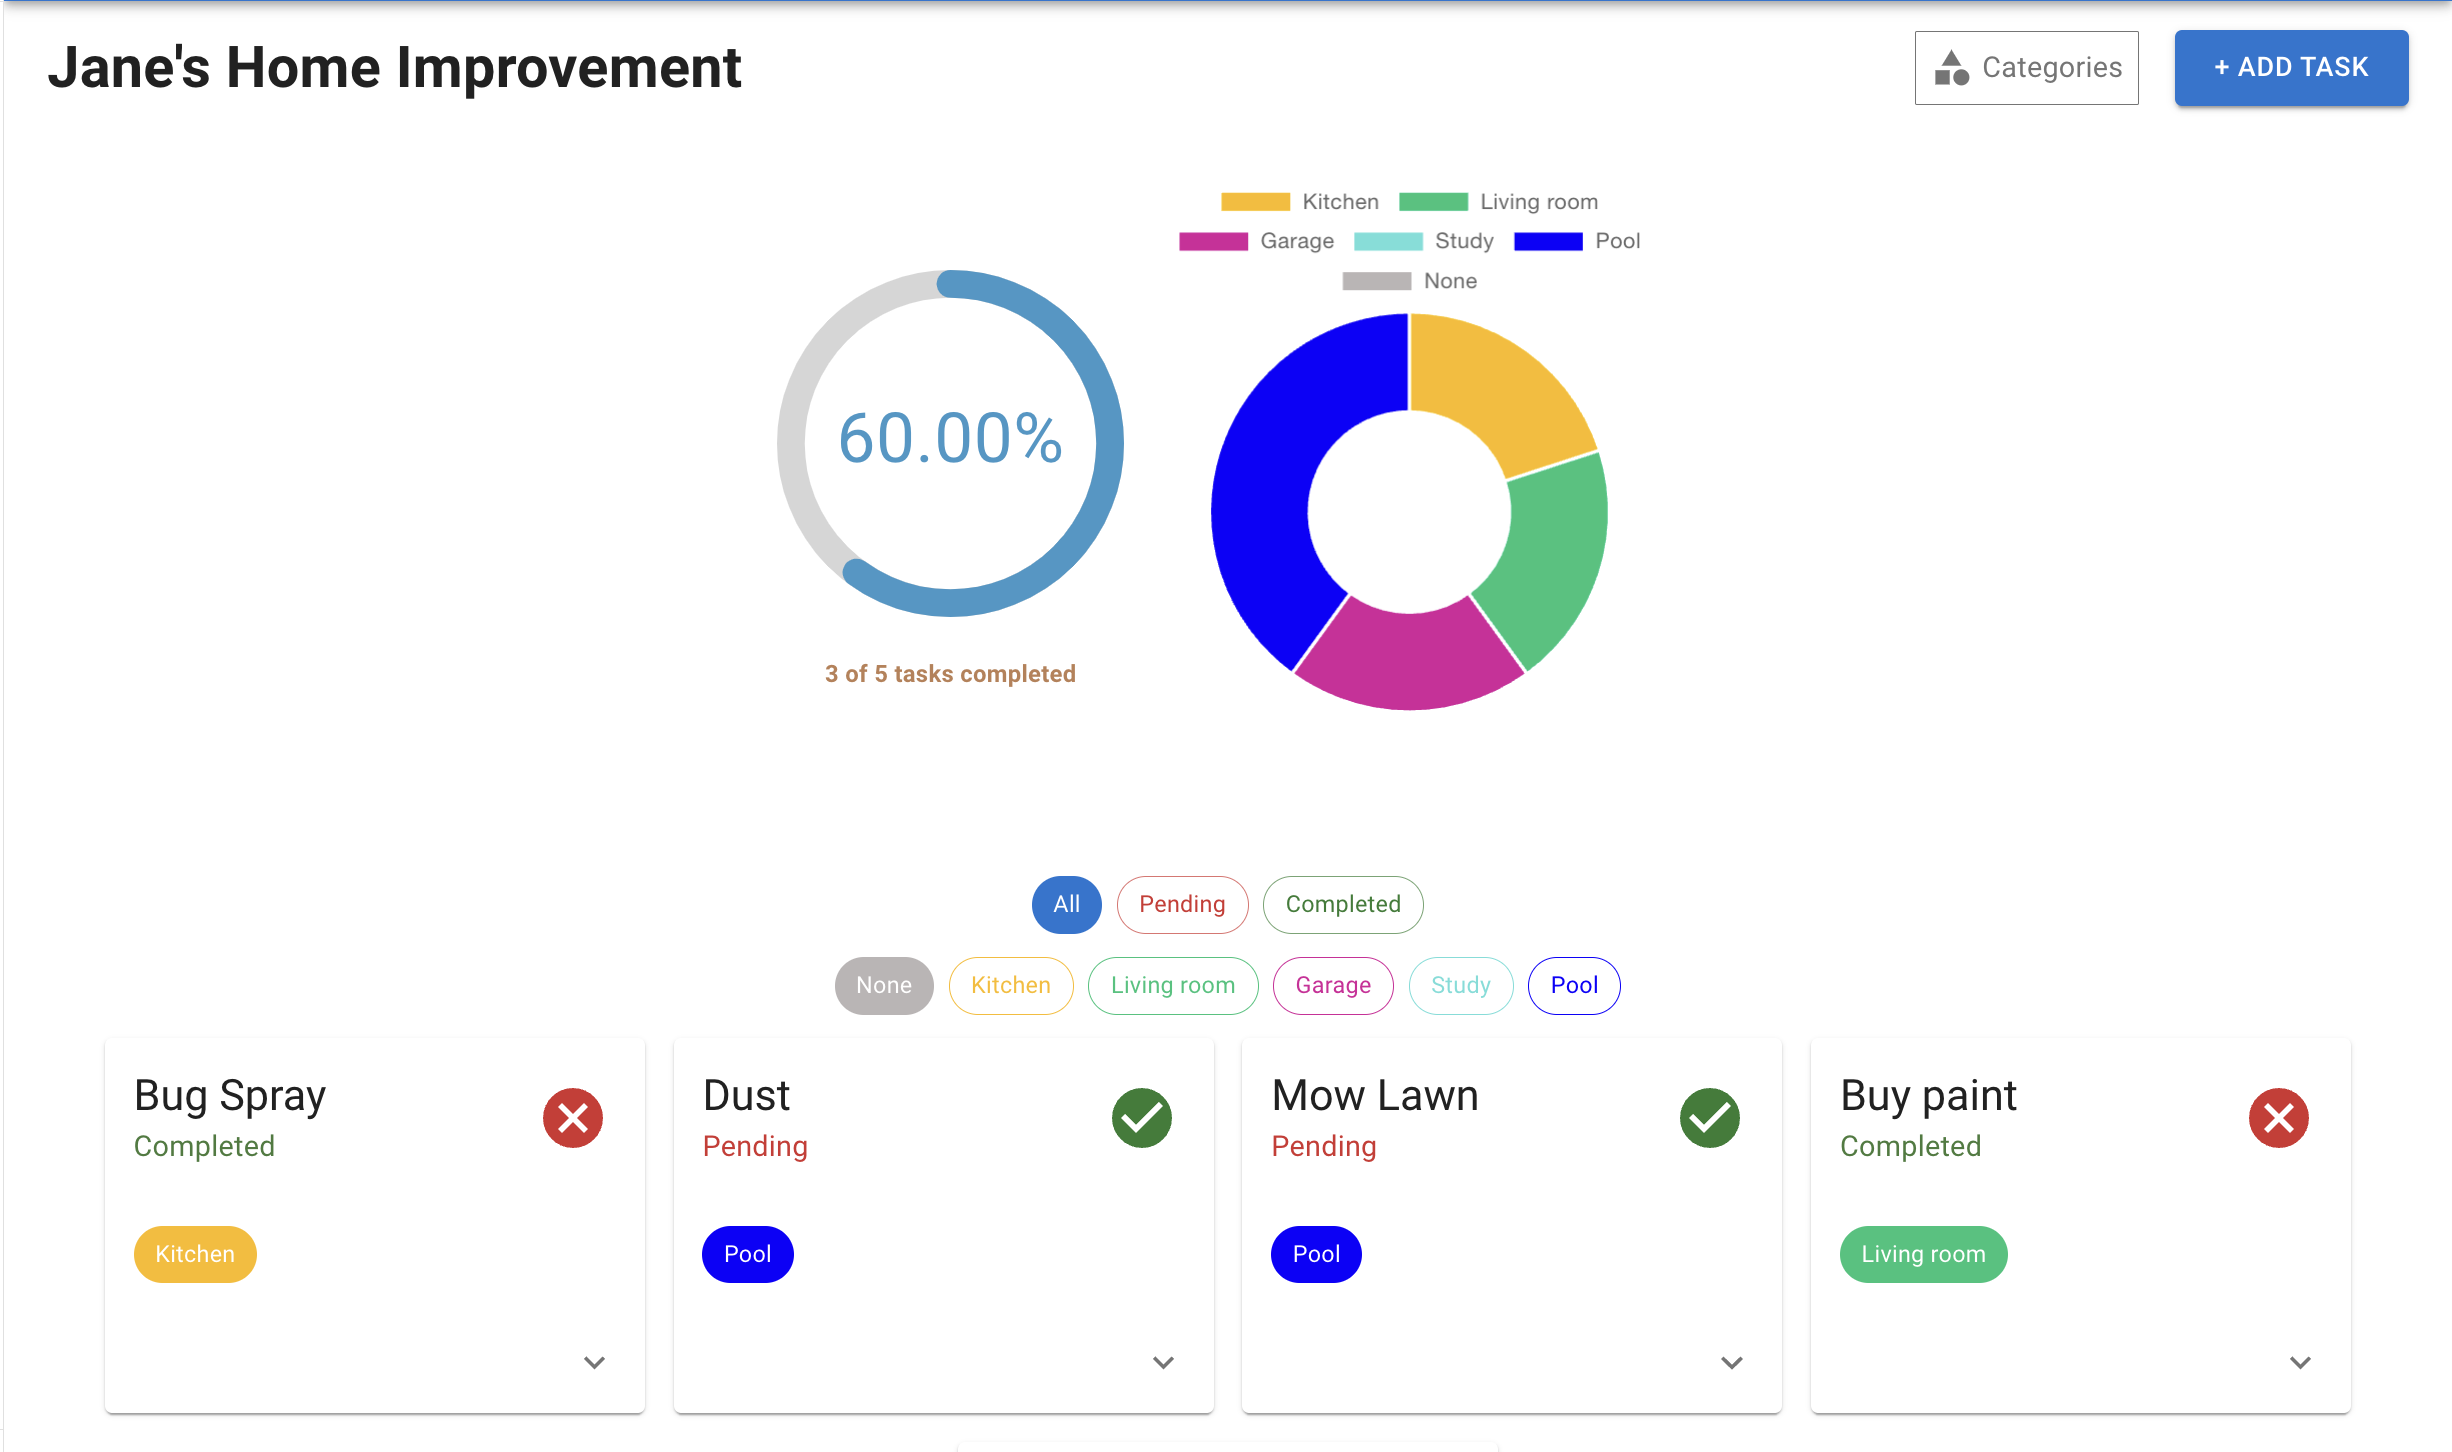 Jane's Home Improvement
Categories
+ ADD TASK
Kitchen Living room
Garage Study Pool
None
60.00%
3 of 5 tasks completed
All Pending Completed
None Kitchen Living room Garage Study Pool
Bug Spray
Completed
Kitchen
Dust
Pending
Pool
Mow Lawn
Pending
Pool
Buy paint
Completed
Living room